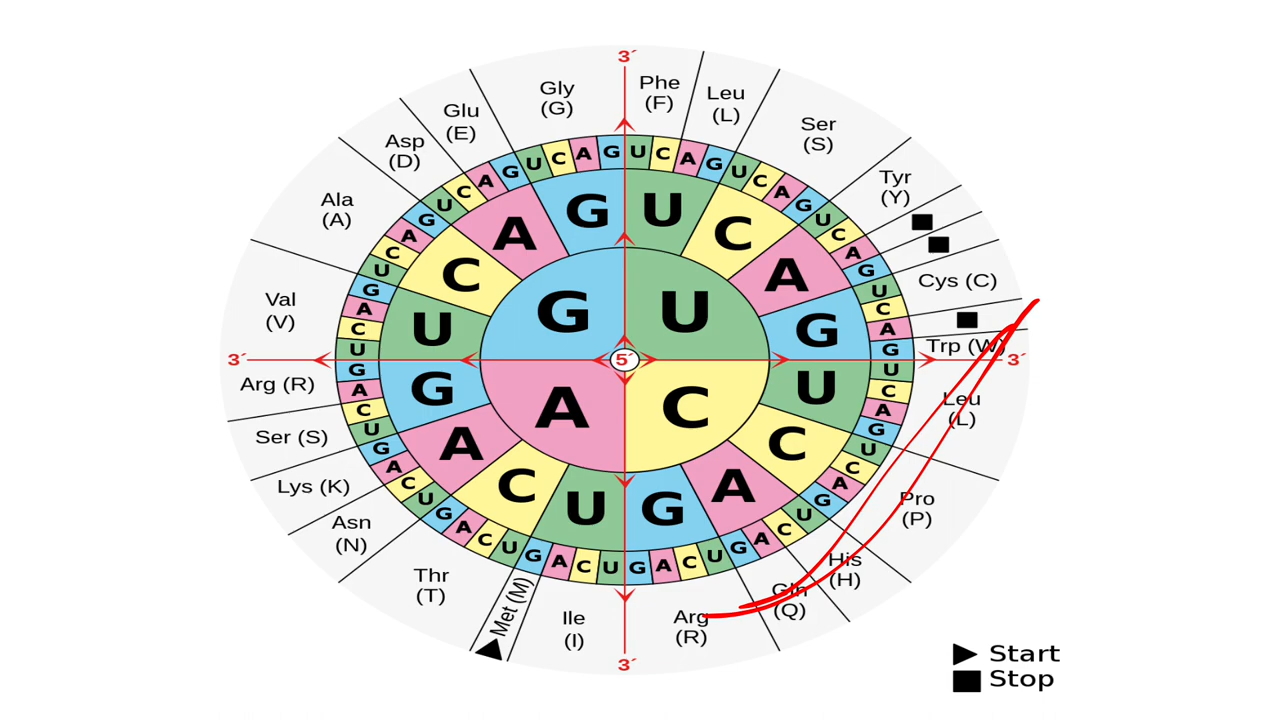 3´
Phe
(F)
Leu
(L)
Ser
(S)
Tyr
(Y)
Cys (C)
Trp (W)
3´
Leu
(L)
Pro
(P)
His
(H)
Gln
(Q)
Arg
(R)
3´
Ile
(I)
Met (M)
Thr
(T)
Asn
(N)
Lys (K)
Ser (S)
Arg (R)
3´
Val
(V)
Ala
(A)
Asp
(D)
Glu
(E)
Gly
(G)
U C A G U C A G U C A G U C A G
U C A G U C A G U C A G U C A G
U C A G U C A G U C A G U C A G
U C A G U C A G U C A G U C A G
U C A G
U C A G
U C A G
U C A G
G U
5´
A C
Start
Stop